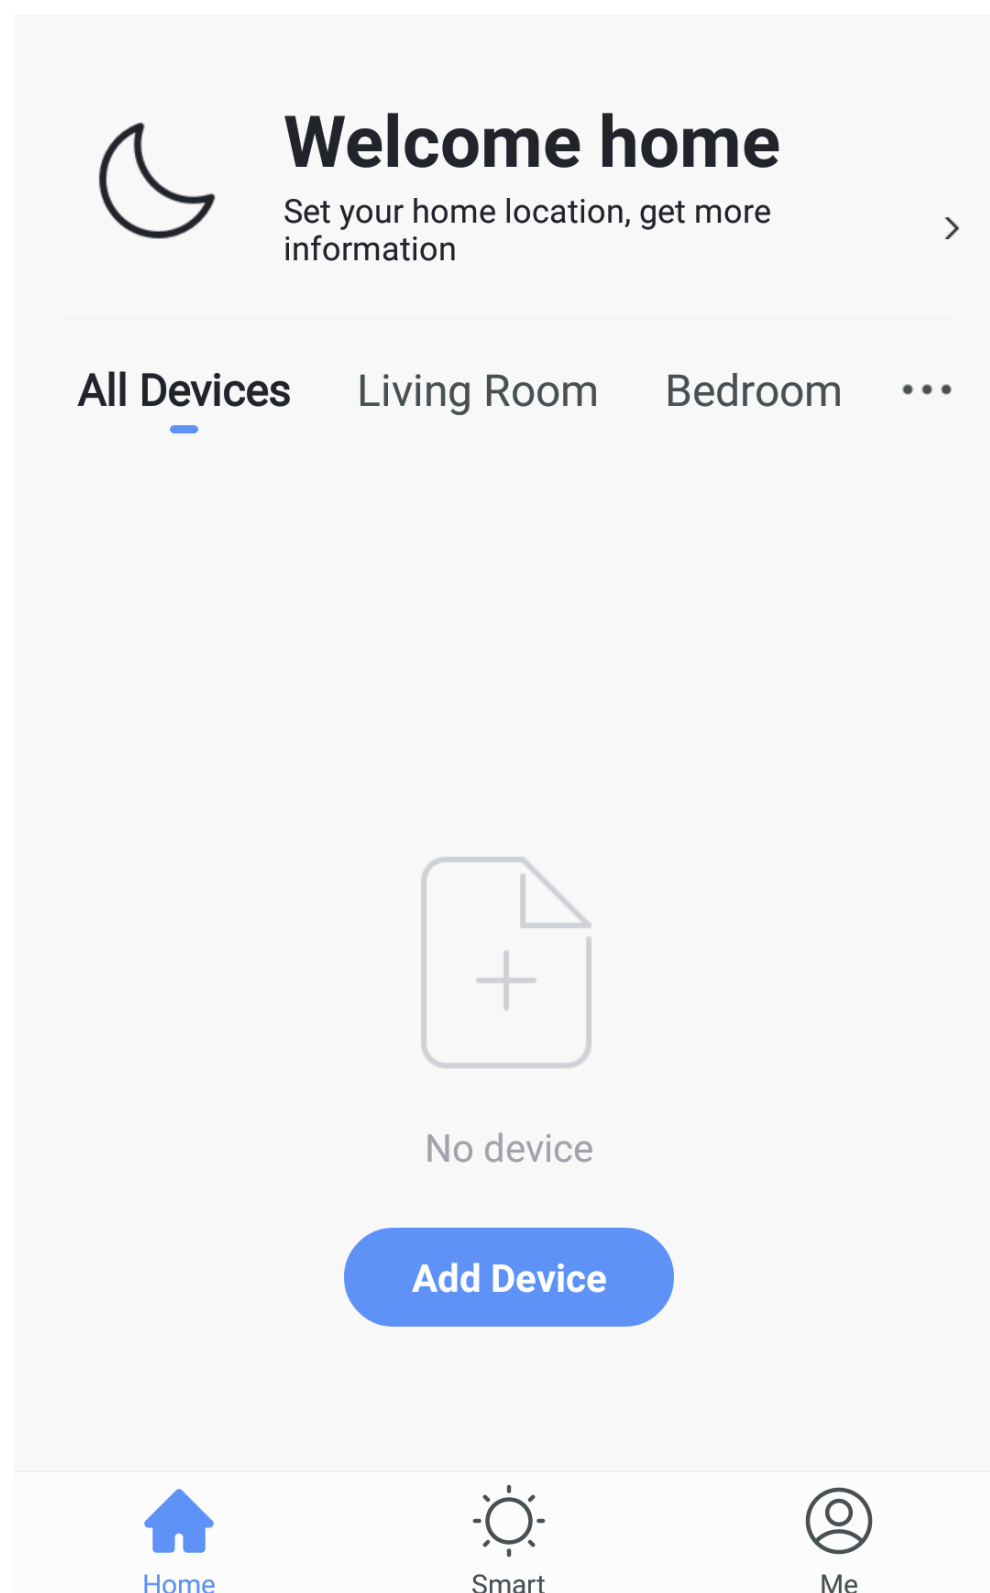 Welcome home
Set your home location, get more
information
All Devices Living Room Bedroom
No device
Add Device
Home Smart Me